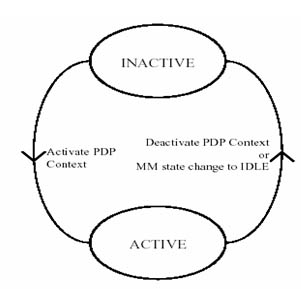 INACTIVE
Activate PDP
Context
Deactivate PDP Context
or
MM state change to IDLE
ACTIVE